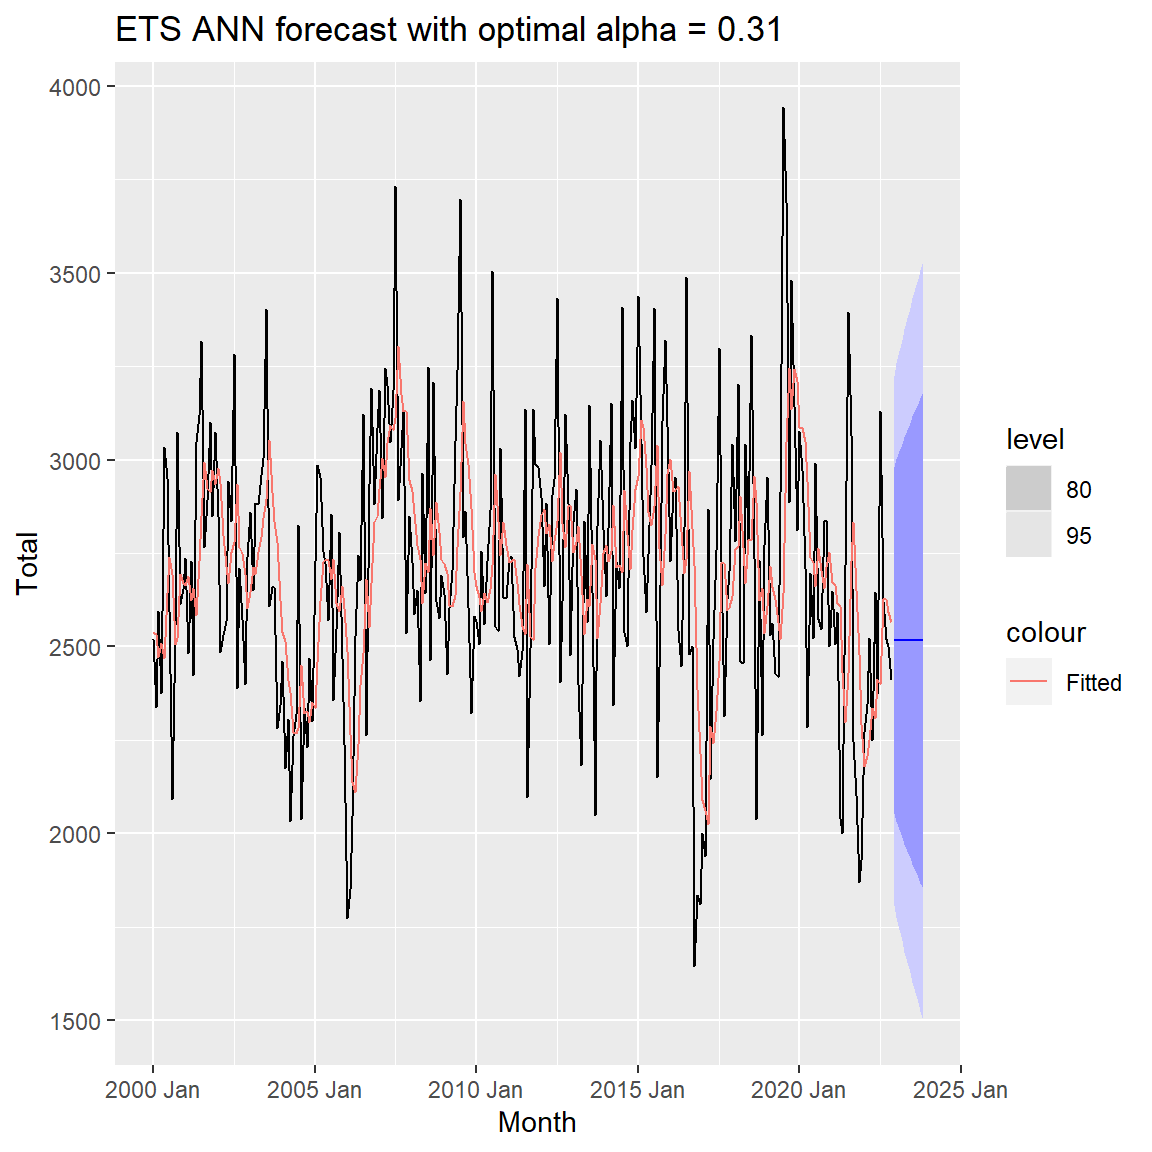 ETS ANN forecast with optimal alpha = 0.31
4000
3500
3000
2500
2000
1500
Total
2000 Jan
2005 Jan
2010 Jan
2015 Jan
2020 Jan
2025 Jan
Month
level
80
95
colour
Fitted